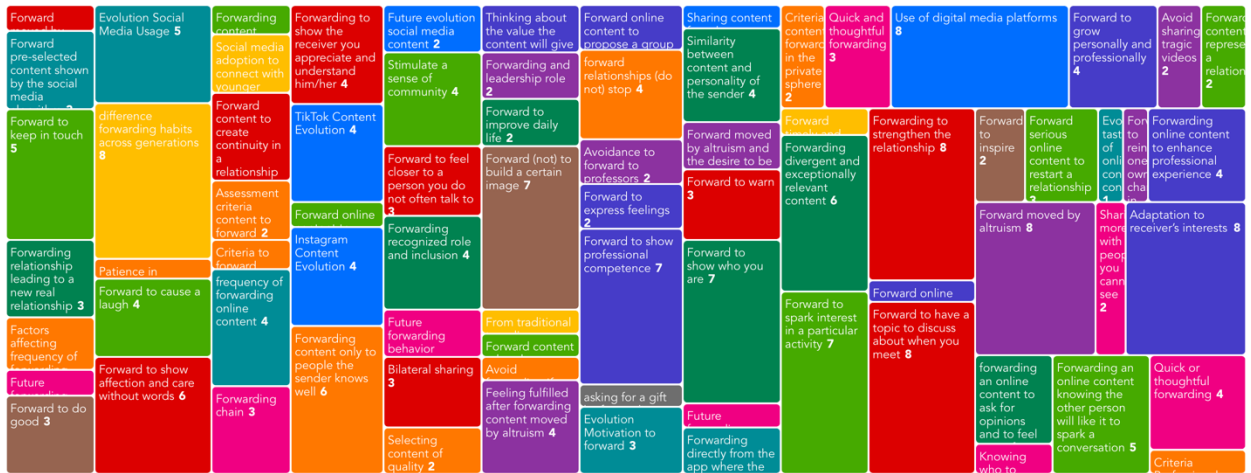 Forward
Forward
pre-selected
content shown
by the social
media
Forward to
keep in touch
5
Forwarding
relationship
leading to a
new real
relationship 3
Factors
affecting
frequency of
Future
Forward to do
good 3
Evolution Social
Media Usage 5
difference
forwarding habits
across generations
8
Patience in
Forward to cause a
laugh 4
Forward to show
affection and care
without words 6
Forwarding
content
Social media
adoption to
connect with
younger
Forward
content to
create
continuity in
a
relationship
Assessment
criteria
content to
forward 2
Criteria to
forward
frequency of
forwarding
online
content 4
Forwarding
chain 3
Forwarding to
show the
receiver you
appreciate and
understand
him/her 4
TikTok Content
Evolution 4
Forward online
Instagram
Content
Evolution 4
Forwarding
content only to
people the
sender knows
well 6
Future evolution
social media
content 2
Stimulate a
sense of
community 4
Forward to feel
closer to a
person you do
not often talk to
3
Forwarding
recognized role
and inclusion 4
Future
forwarding
behavior
Bilateral sharing
3
Selecting
content of
quality 2
Thinking about
the value the
content will give
Forwarding and
leadership role
2
Forward to
improve daily
life 2
Forward (not) to
build a certain
image 7
From traditional
Forward content
Avoid
Feeling fulfilled
after forwarding
content moved
by altruism 4
Forward online
content to
propose a group
forward
relationships (do
not) stop 4
Avoidance to
forward to
professors 2
Forward to
express feelings
2
Forward to show
professional
competence 7
asking for a gift
Evolution
Motivation to
forward 3
Sharing content
Similarity
between
content and
personality of
the sender 4
Forward moved
by altruism and
the desire to be
Forward to warn
3
Forward to
show who you
are 7
Future
Forwarding
directly from the
app where the
Criteria
content
forward
in the
private
sphere
2
Quick and
thoughtful
forwarding
3
Forward
timely and
Forwarding
divergent and
exceptionally
relevant
content 6
Forward to
spark interest
in a particular
activity 7
Use of digital media platforms
8
Forwarding to
strengthen the
relationship 8
Forward online
Forward to have
a topic to discuss
about when you
meet 8
Forward to
grow
personally and
professionally
4
Avoid
sharing
tragic
videos
2
a
2
Forward
to
inspire
2
Forward
serious
online
content to
restart a
relationship
of
1
to
in
Forwarding
online content
to enhance
professional
experience 4
Forward moved by
altruism 8
more
with
you
see
2
Adaptation to
receiver's interests 8
forwarding
an online
content to
ask for
opinions
and to feel
Knowing
who to
Forwarding an
online content
knowing the
other person
will like it to
spark a
conversation 5
Quick or
thoughtful
forwarding 4
Criteria